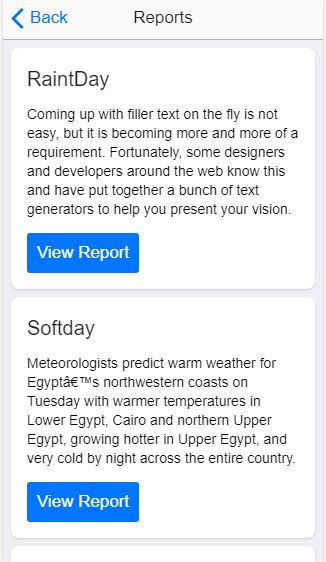 Back
Reports
RaintDay
Coming up with filler text on the fly is not
easy, but it is becoming more and more of a
requirement. Fortunately, some designers
and developers around the web know this
and have put together a bunch of text
generators to help you present your vision.
View Report
Softday
Meteorologists predict warm weather for
Egyptâ€™s northwestern coasts on
Tuesday with warmer temperatures in
Lower Egypt, Cairo and northern Upper
Egypt, growing hotter in Upper Egypt, and
very cold by night across the entire country.
View Report